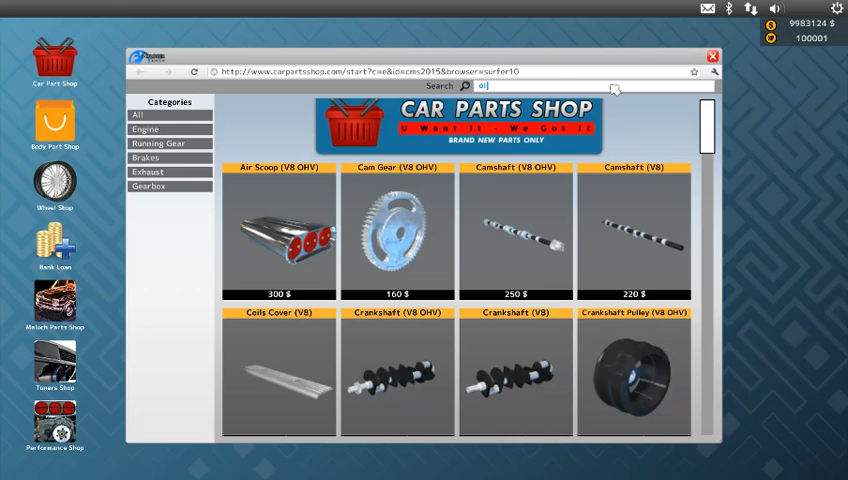 9983124 $
100001
http://www.carpartsshop.com/start?c=e&id=cms2015&browser=surfer10
Search
oi
Car Part Shop
Body Part Shop
Wheel Shop
Bank Loan
Maluch Parts Shop
Tuners Shop
Performance Shop
Categories
All
Engine
Running Gear
Brakes
Exhaust
Gearbox
CAR PARTS SHOP
U Want It - We Got It
BRAND NEW PARTS ONLY
Air Scoop (V8 OHV)
Cam Gear (V8 OHV)
Camshaft (V8 OHV)
Camshaft (V8)
300 $
160 $
250 $
220 $
Coils Cover (V8)
Crankshaft (V8 OHV)
Crankshaft (V8)
Crankshaft Pulley (V8 OHV)